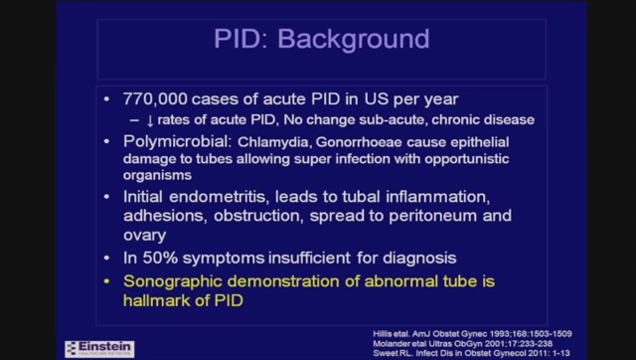 PID: Background
• 770,000 cases of acute PID in US per year
– ↓ rates of acute PID, No change sub-acute, chronic disease
• Polymicrobial: Chlamydia, Gonorrhoeae cause epithelial
damage to tubes allowing super infection with opportunistic
organisms
• Initial endometritis, leads to tubal inflammation,
adhesions, obstruction, spread to peritoneum and
ovary
• In 50% symptoms insufficient for diagnosis
• Sonographic demonstration of abnormal tube is
hallmark of PID
Hillis etal. AmJ Obstet Gynec 1993;168:1503-1509
Molander etal Ultras ObGyn 2001;17:233-238
Sweet RL. Infect Dis in Obstet Gynecol 2011: 1-13
Einstein
HEALTHCARE NETWORK